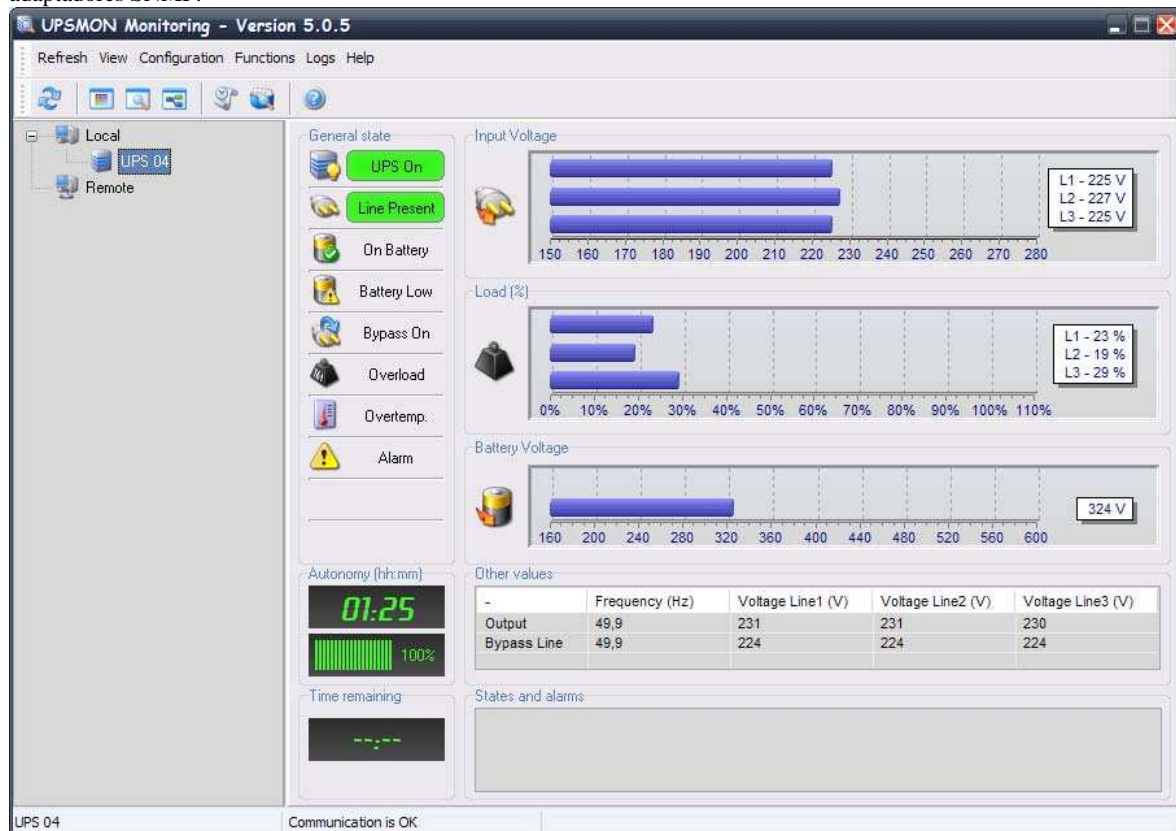 adaptadores SNMP.
UPSMON Monitoring - Version 5.0.5
Refresh View Configuration Functions Logs Help
Local
UPS 04
Remote
General state
UPS On
Line Present
On Battery
Battery Low
Bypass On
Overload
Overtemp.
Alarm
Input Voltage
L1 - 225 V
L2 - 227 V
L3 - 225 V
150 160 170 180 190 200 210 220 230 240 250 260 270 280
Load (%)
L1 - 23 %
L2 - 19 %
L3 - 29 %
0% 10% 20% 30% 40% 50% 60% 70% 80% 90% 100% 110%
Battery Voltage
324 V
160 200 240 280 320 360 400 440 480 520 560 600
Autonomy (hh:mm)
01:25
100%
Other values
- Frequency (Hz) Voltage Line1 (V) Voltage Line2 (V) Voltage Line3 (V)
Output 49,9 231 231 230
Bypass Line 49,9 224 224 224
Time remaining
--:--
States and alarms
UPS 04 Communication is OK